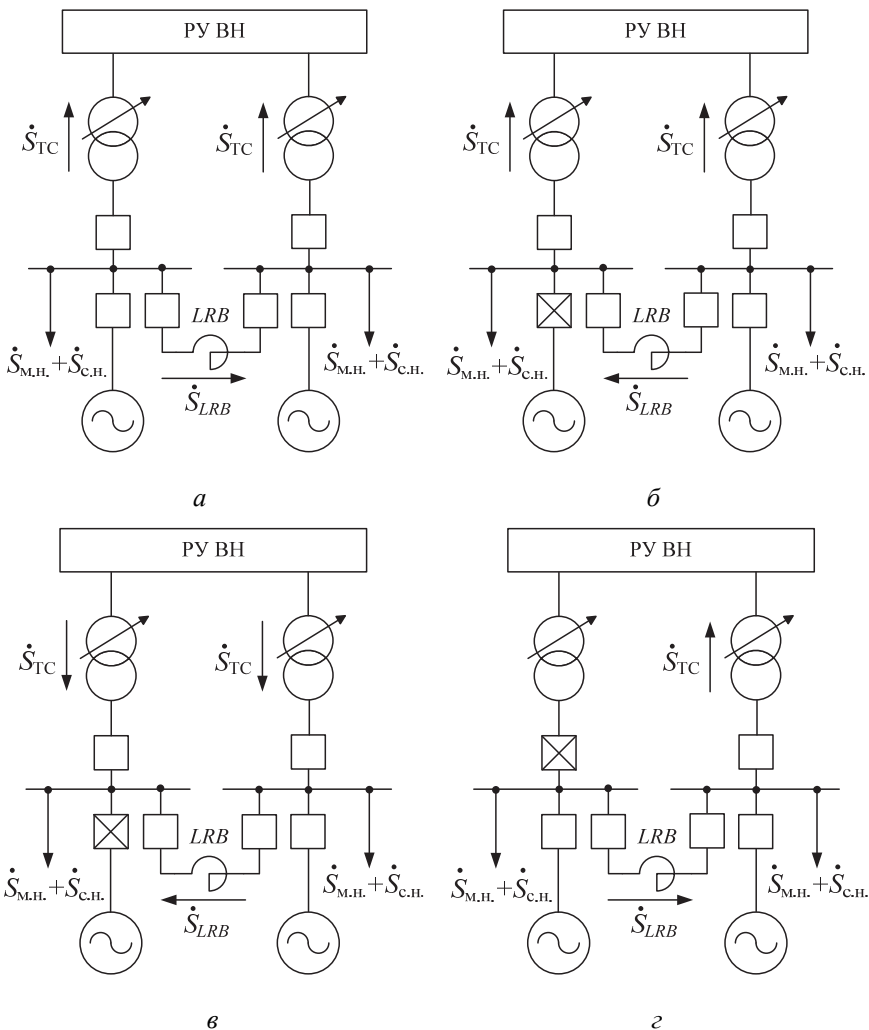 РУ ВН РУ ВН
Ṡ_ТС Ṡ_ТС Ṡ_ТС Ṡ_ТС
LRB LRB
Ṡ_м.н.+Ṡ_с.н. Ṡ_м.н.+Ṡ_с.н. Ṡ_м.н.+Ṡ_с.н. Ṡ_м.н.+Ṡ_с.н.
Ṡ_LRB Ṡ_LRB
а б
РУ ВН РУ ВН
Ṡ_ТС Ṡ_ТС Ṡ_ТС
LRB LRB
Ṡ_м.н.+Ṡ_с.н. Ṡ_м.н.+Ṡ_с.н. Ṡ_м.н.+Ṡ_с.н. Ṡ_м.н.+Ṡ_с.н.
Ṡ_LRB Ṡ_LRB
в г